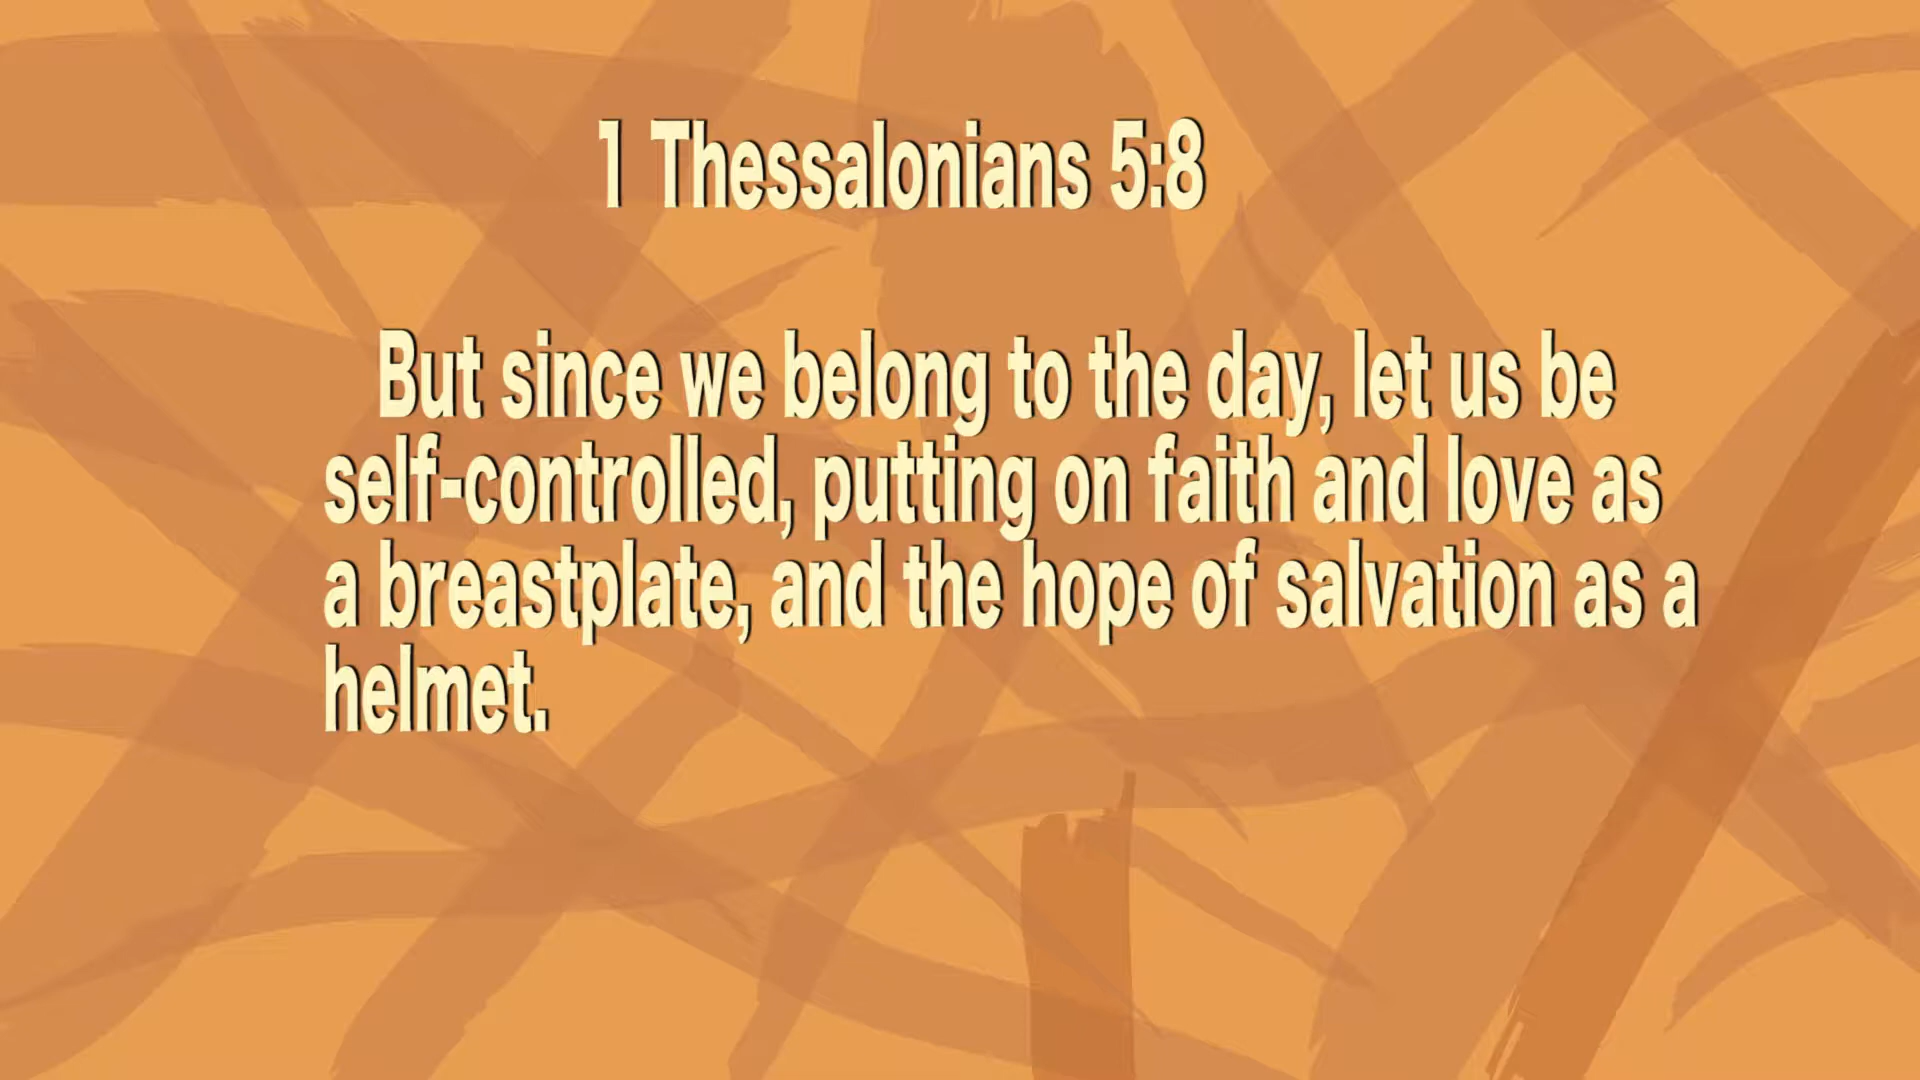 1 Thessalonians 5:8
But since we belong to the day, let us be
self-controlled, putting on faith and love as
a breastplate, and the hope of salvation as a
helmet.